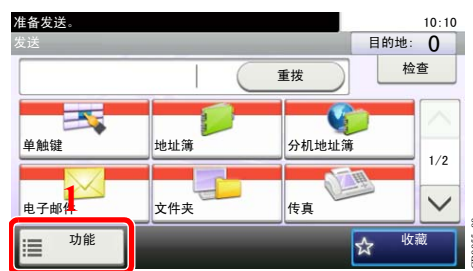 准备发送。 10:10
发送 目的地: 0
重拨 检查
单触键 地址簿 分机地址簿
1/2
电子邮件 文件夹 传真
1
功能 收藏